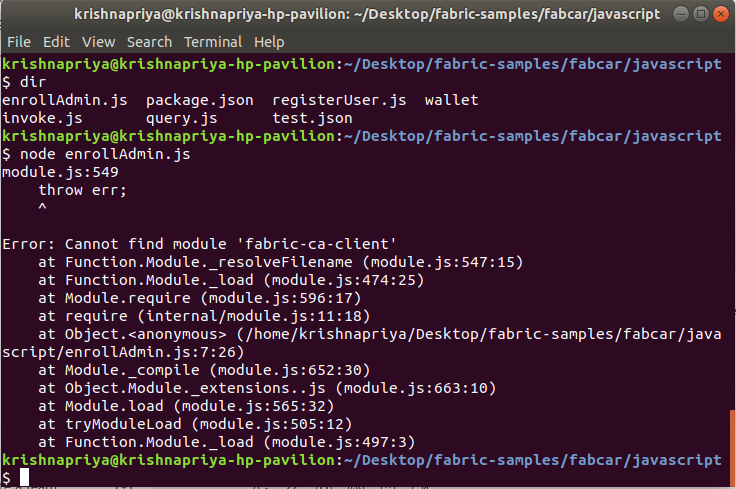 krishnapriya@krishnapriya-hp-pavilion: ~/Desktop/fabric-samples/fabcar/javascript
File Edit View Search Terminal Help
krishnapriya@krishnapriya-hp-pavilion:~/Desktop/fabric-samples/fabcar/javascript
$ dir
enrollAdmin.js  package.json  registerUser.js  wallet
invoke.js       query.js      test.json
krishnapriya@krishnapriya-hp-pavilion:~/Desktop/fabric-samples/fabcar/javascript
$ node enrollAdmin.js
module.js:549
    throw err;
    ^
Error: Cannot find module 'fabric-ca-client'
    at Function.Module._resolveFilename (module.js:547:15)
    at Function.Module._load (module.js:474:25)
    at Module.require (module.js:596:17)
    at require (internal/module.js:11:18)
    at Object.<anonymous> (/home/krishnapriya/Desktop/fabric-samples/fabcar/java
script/enrollAdmin.js:7:26)
    at Module._compile (module.js:652:30)
    at Object.Module._extensions..js (module.js:663:10)
    at Module.load (module.js:565:32)
    at tryModuleLoad (module.js:505:12)
    at Function.Module._load (module.js:497:3)
krishnapriya@krishnapriya-hp-pavilion:~/Desktop/fabric-samples/fabcar/javascript
$